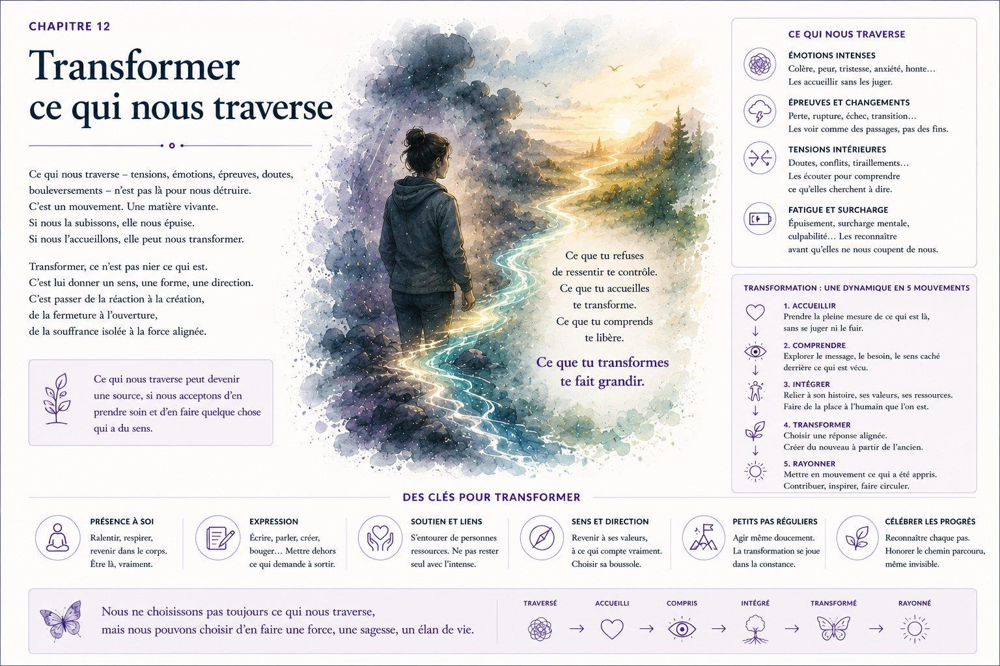 CHAPITRE 12
Transformer
ce qui nous traverse
Ce qui nous traverse – tensions, émotions, épreuves, doutes,
bouleversements – n’est pas là pour nous détruire.
C’est un mouvement. Une matière vivante.
Si nous la subissons, elle nous épuise.
Si nous l’accueillons, elle peut nous transformer.
Transformer, ce n’est pas nier ce qui est.
C’est lui donner un sens, une forme, une direction.
C’est passer de la réaction à la création,
de la fermeture à l’ouverture,
de la souffrance isolée à la force alignée.
Ce qui nous traverse peut devenir
une source, si nous acceptons d’en
prendre soin et d’en faire quelque chose
qui a du sens.
Ce que tu refuses
de ressentir te contrôle.
Ce que tu accueilles
te transforme.
Ce que tu comprends
te libère.
Ce que tu transformes
te fait grandir.
CE QUI NOUS TRAVERSE
ÉMOTIONS INTENSES
Colère, peur, tristesse, anxiété, honte…
Les accueillir sans les juger.
ÉPREUVES ET CHANGEMENTS
Perte, rupture, échec, transition…
Les voir comme des passages, pas des fins.
TENSIONS INTÉRIEURES
Doutes, conflits, tiraillements…
Les écouter pour comprendre
ce qu’elles cherchent à dire.
FATIGUE ET SURCHARGE
Épuisement, surcharge mentale,
culpabilité… Les reconnaître
avant qu’elles ne nous coupent de nous.
TRANSFORMATION : UNE DYNAMIQUE EN 5 MOUVEMENTS
1. ACCUEILLIR
Prendre la pleine mesure de ce qui est là,
sans se juger ni le fuir.
2. COMPRENDRE
Explorer le message, le besoin, le sens caché
derrière ce qui est vécu.
3. INTÉGRER
Relier à son histoire, ses valeurs, ses ressources.
Faire de la place à l’humain que l’on est.
4. TRANSFORMER
Choisir une réponse alignée.
Créer du nouveau à partir de l’ancien.
5. RAYONNER
Mettre en mouvement ce qui a été appris.
Contribuer, inspirer, faire circuler.
DES CLÉS POUR TRANSFORMER
PRÉSENCE À SOI
Ralentir, respirer,
revenir dans le corps.
Être là, vraiment.
EXPRESSION
Écrire, parler, créer,
bouger… Mettre dehors
ce qui demande à sortir.
SOUTIEN ET LIENS
S’entourer de personnes
ressources. Ne pas rester
seul avec l’intense.
SENS ET DIRECTION
Revenir à ses valeurs,
à ce qui compte vraiment.
Choisir sa boussole.
PETITS PAS RÉGULIERS
Agir même doucement.
La transformation se joue
dans la constance.
CÉLÉBRER LES PROGRÈS
Reconnaître chaque pas.
Honorer le chemin parcouru,
même invisible.
Nous ne choisissons pas toujours ce qui nous traverse,
mais nous pouvons choisir d’en faire une force, une sagesse, un élan de vie.
TRAVERSÉ
ACCUEILLI
COMPRIS
INTÉGRÉ
TRANSFORMÉ
RAYONNÉ